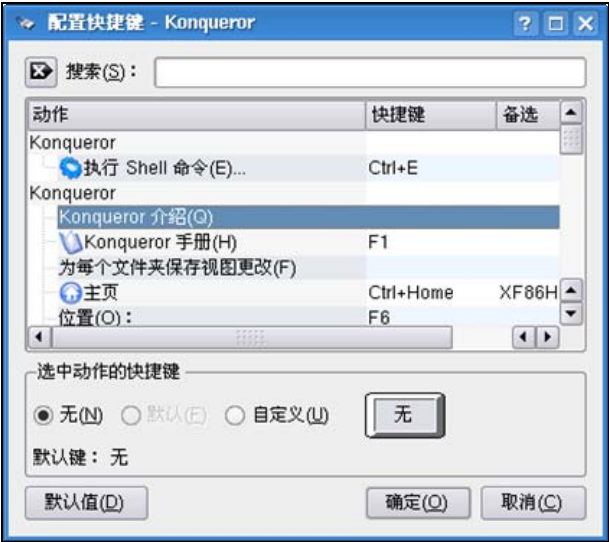 配置快捷键 - Konqueror
搜索(S)：
动作 快捷键 备选
Konqueror
执行 Shell 命令(E)... Ctrl+E
Konqueror
Konqueror 介绍(Q)
Konqueror 手册(H) F1
为每个文件夹保存视图更改(F)
主页 Ctrl+Home XF86H
位置(O)： F6
选中动作的快捷键
无(N) 默认(F) 自定义(U) 无
默认键： 无
默认值(D) 确定(O) 取消(C)